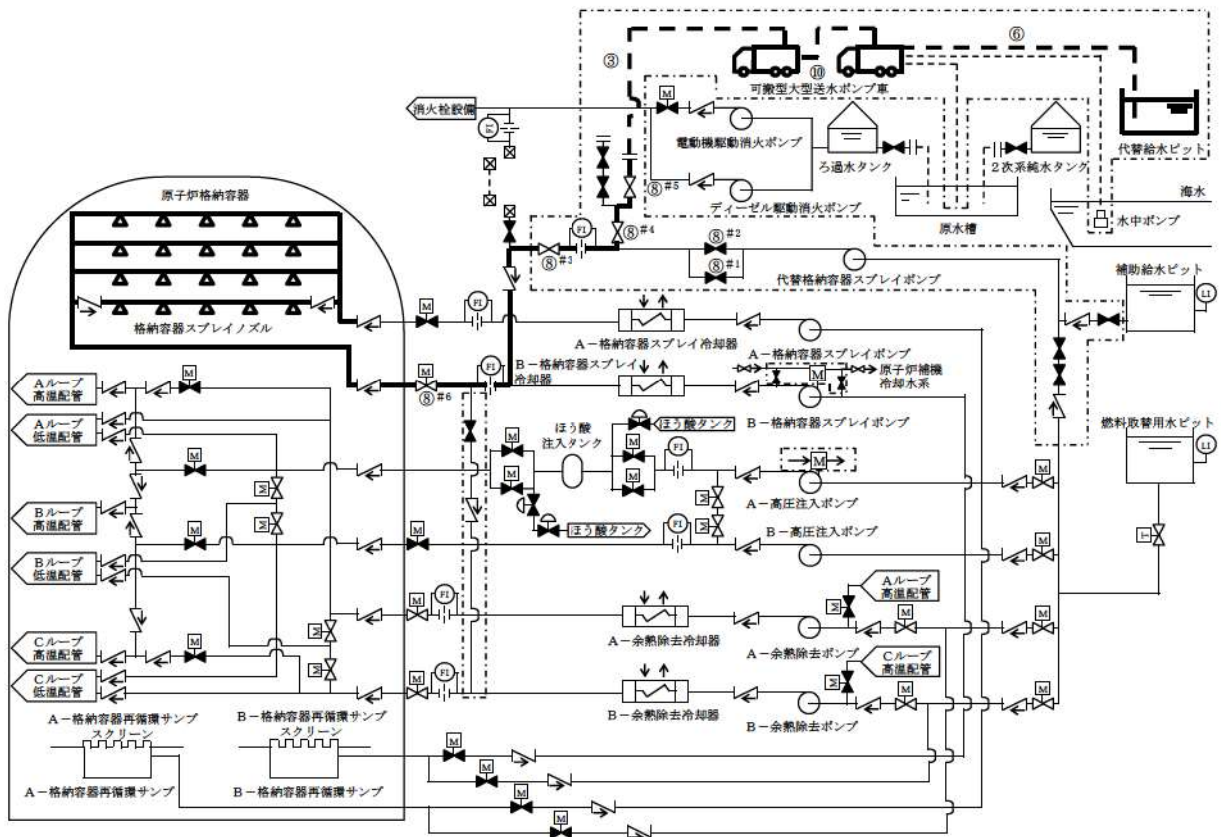 ③
⑥
⑩
可搬型大型送水ポンプ車
消火栓設備
M
FI
電動機駆動消火ポンプ
ろ過水タンク
2次系純水タンク
代替給水ピット
原子炉格納容器
⑧#5
ディーゼル駆動消火ポンプ
原水槽
海水
水中ポンプ
FI
⑧#4
⑧#3
⑧#2
⑧#1
代替格納容器スプレイポンプ
補助給水ピット
LI
格納容器スプレイノズル
M
FI
A-格納容器スプレイ冷却器
A-格納容器スプレイポンプ
B-格納容器スプレイ
冷却器
FI
M
⑧#6
M
原子炉補機
冷却水系
B-格納容器スプレイポンプ
燃料取替用水ピット
LI
Aループ
高温配管
M
Aループ
低温配管
ほう酸
注入タンク
ほう酸タンク
M
M
M
M
M
FI
M
M
M
A-高圧注入ポンプ
M
M
Bループ
高温配管
M
M
M
ほう酸タンク
FI
M
B-高圧注入ポンプ
M
T
Bループ
低温配管
Aループ
高温配管
M
FI
M
M
M
M
A-余熱除去冷却器
A-余熱除去ポンプ
Cループ
高温配管
M
Cループ
高温配管
Cループ
低温配管
M
M
FI
M
M
M
B-余熱除去冷却器
B-余熱除去ポンプ
A-格納容器再循環サンプ
スクリーン
B-格納容器再循環サンプ
スクリーン
M
M
A-格納容器再循環サンプ
B-格納容器再循環サンプ
M
M